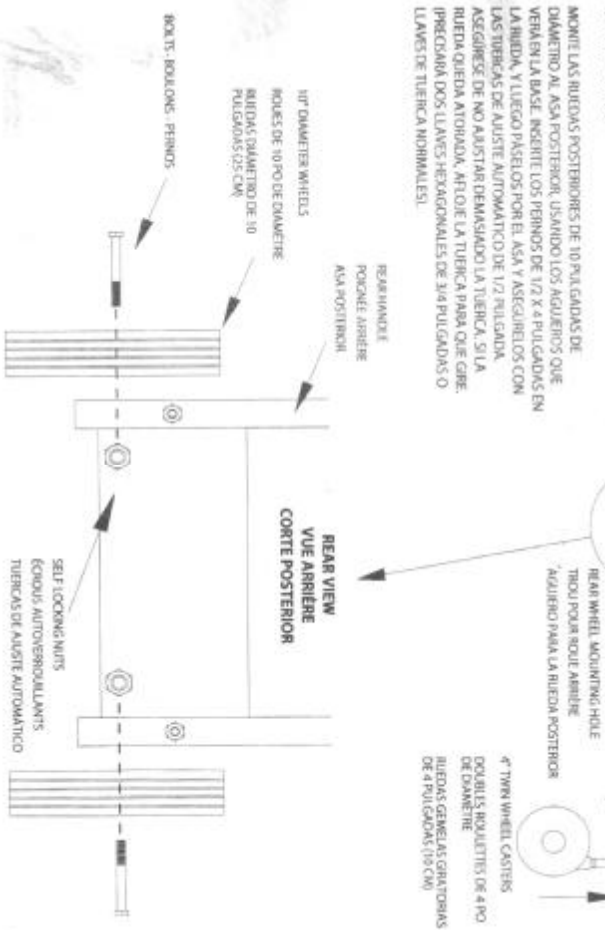 MONTE LAS RUEDAS POSTERIORES DE 10 PULGADAS DE
DIÁMETRO AL ASA POSTERIOR, USANDO LOS AGUJEROS QUE
VERÁ EN LA BASE. INSERTE LOS PERNOS DE 1/2 X 4 PULGADAS EN
LA RUEDA, Y LUEGO PÁSELOS POR EL ASA Y ASEGÚRELOS CON
LAS TUERCAS DE AJUSTE AUTOMÁTICO DE 1/2 PULGADA.
ASEGÚRESE DE NO AJUSTAR DEMASIADO LA TUERCA. SI LA
RUEDA QUEDA ATORADA, AFLOJE LA TUERCA PARA QUE GIRE.
(PRECISARÁ DOS LLAVES HEXAGONALES DE 3/4 PULGADAS O
LLAVES DE TUERCA NORMALES).
REAR WHEEL MOUNTING HOLE
TROU POUR ROUE ARRIÈRE
AGUJERO PARA LA RUEDA POSTERIOR
4" TWIN WHEEL CASTERS
DOUBLES ROULETTES DE 4 PO
DE DIAMÈTRE
RUEDAS GEMELAS GIRATORIAS
DE 4 PULGADAS (10 CM)
REAR HANDLE
POIGNÉE ARRIÈRE
ASA POSTERIOR
REAR VIEW
VUE ARRIÈRE
CORTE POSTERIOR
10" DIAMETER WHEELS
ROUES DE 10 PO DE DIAMÈTRE
RUEDAS DIÁMETRO DE 10
PULGADAS (25 CM)
BOLTS - BOULONS - PERNOS
SELF LOCKING NUTS
ÉCROUS AUTOVERROUILLANTS
TUERCAS DE AJUSTE AUTOMÁTICO